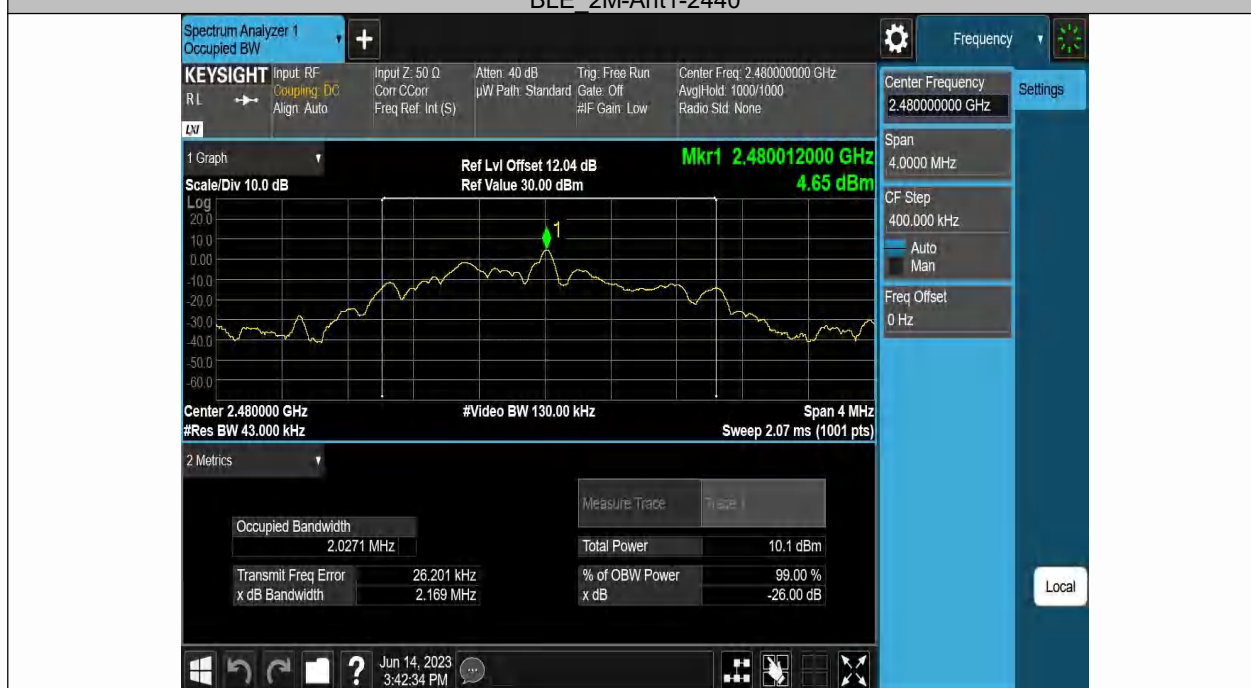 BLE_2M-Ant1-2440
Spectrum Analyzer 1
Occupied BW
Frequency
KEYSIGHT
RL
LXI
Input: RF
Coupling: DC
Align: Auto
Input Z: 50 Ω
Corr CCorr
Freq Ref: Int (S)
Atten: 40 dB
µW Path: Standard
Trig: Free Run
Gate: Off
#IF Gain: Low
Center Freq: 2.480000000 GHz
Avg|Hold: 1000/1000
Radio Std: None
Center Frequency
2.480000000 GHz
Settings
Span
4.0000 MHz
CF Step
400.000 kHz
Auto
Man
Freq Offset
0 Hz
1 Graph
Scale/Div 10.0 dB
Ref Lvl Offset 12.04 dB
Ref Value 30.00 dBm
Mkr1 2.480012000 GHz
4.65 dBm
Log
20.0
10.0
0.00
-10.0
-20.0
-30.0
-40.0
-50.0
-60.0
1
Center 2.480000 GHz
#Res BW 43.000 kHz
#Video BW 130.00 kHz
Span 4 MHz
Sweep 2.07 ms (1001 pts)
2 Metrics
Measure Trace
Trace 1
Occupied Bandwidth
2.0271 MHz
Total Power
10.1 dBm
Transmit Freq Error
26.201 kHz
% of OBW Power
99.00 %
x dB Bandwidth
2.169 MHz
x dB
-26.00 dB
Local
?
Jun 14, 2023
3:42:34 PM